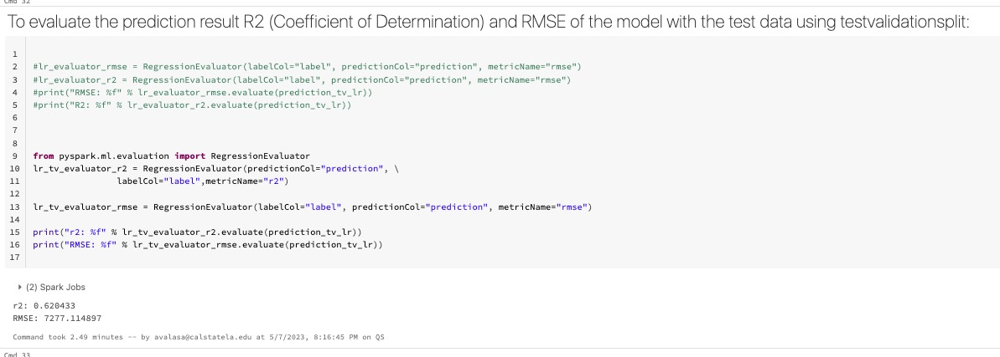 Cmd 32
To evaluate the prediction result R2 (Coefficient of Determination) and RMSE of the model with the test data using testvalidationsplit:
1
2 #lr_evaluator_rmse = RegressionEvaluator(labelCol="label", predictionCol="prediction", metricName="rmse")
3 #lr_evaluator_r2 = RegressionEvaluator(labelCol="label", predictionCol="prediction", metricName="rmse")
4 #print("RMSE: %f" % lr_evaluator_rmse.evaluate(prediction_tv_lr))
5 #print("R2: %f" % lr_evaluator_r2.evaluate(prediction_tv_lr))
6
7
8
9 from pyspark.ml.evaluation import RegressionEvaluator
10 lr_tv_evaluator_r2 = RegressionEvaluator(predictionCol="prediction", \
11 labelCol="label",metricName="r2")
12
13 lr_tv_evaluator_rmse = RegressionEvaluator(labelCol="label", predictionCol="prediction", metricName="rmse")
14
15 print("r2: %f" % lr_tv_evaluator_r2.evaluate(prediction_tv_lr))
16 print("RMSE: %f" % lr_tv_evaluator_rmse.evaluate(prediction_tv_lr))
17
(2) Spark Jobs
r2: 0.620433
RMSE: 7277.114897
Command took 2.49 minutes -- by avalasa@calstatela.edu at 5/7/2023, 8:16:45 PM on QS
Cmd 33